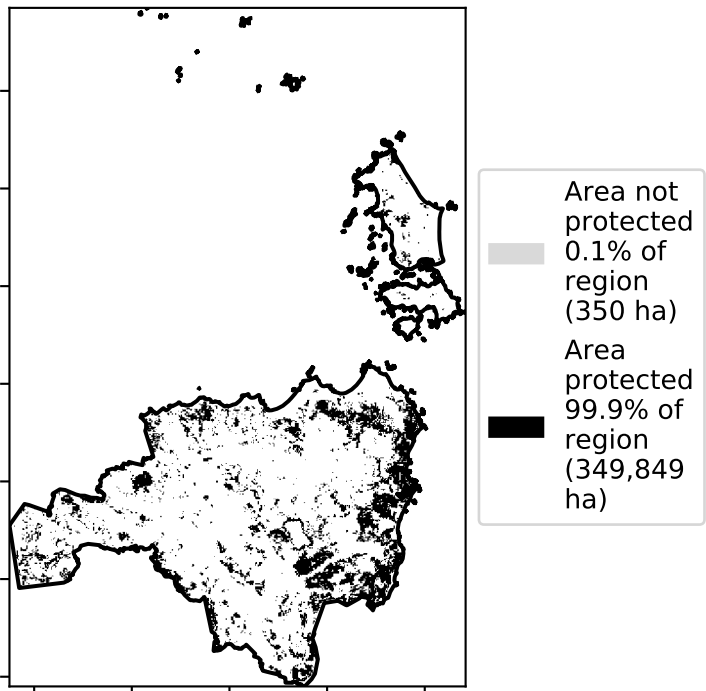 Area not
protected
0.1% of
region
(350 ha)
Area
protected
99.9% of
region
(349,849
ha)